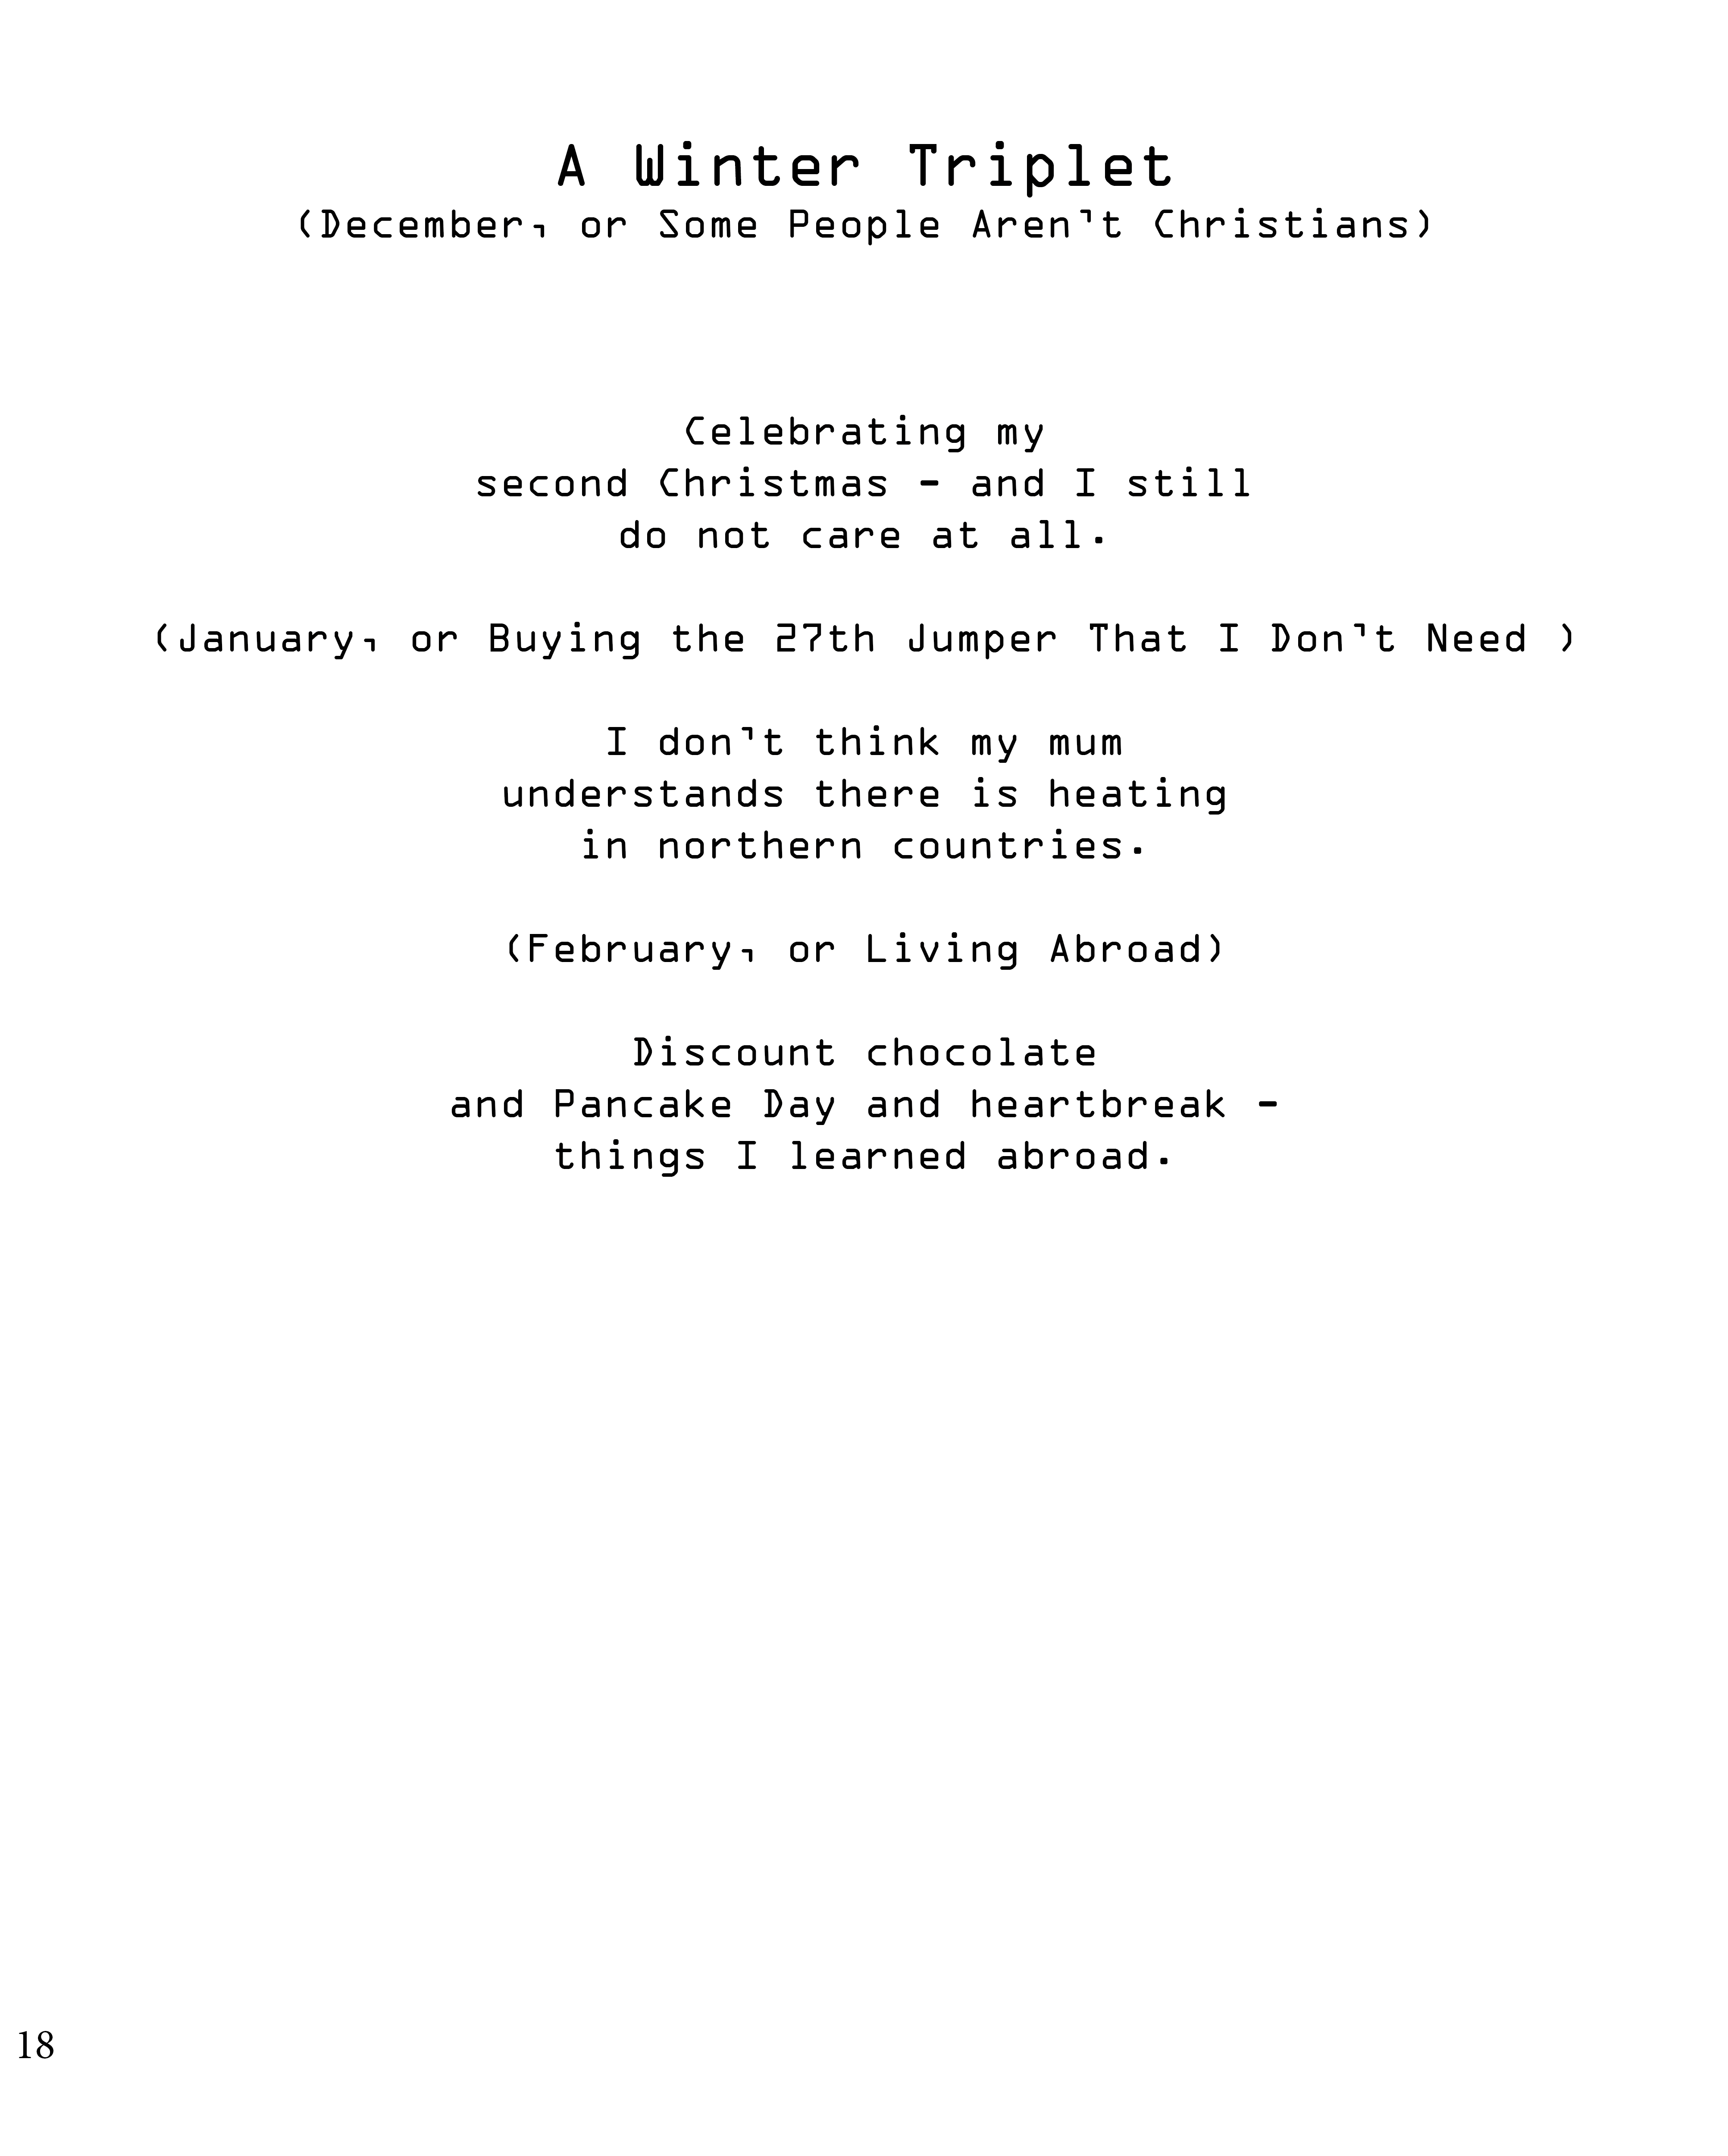 A Winter Triplet
(December, or Some People Aren't Christians)
Celebrating my
second Christmas - and I still
do not care at all.
(January, or Buying the 27th Jumper That I Don't Need )
I don't think my mum
understands there is heating
in northern countries.
(February, or Living Abroad)
Discount chocolate
and Pancake Day and heartbreak -
things I learned abroad.
18